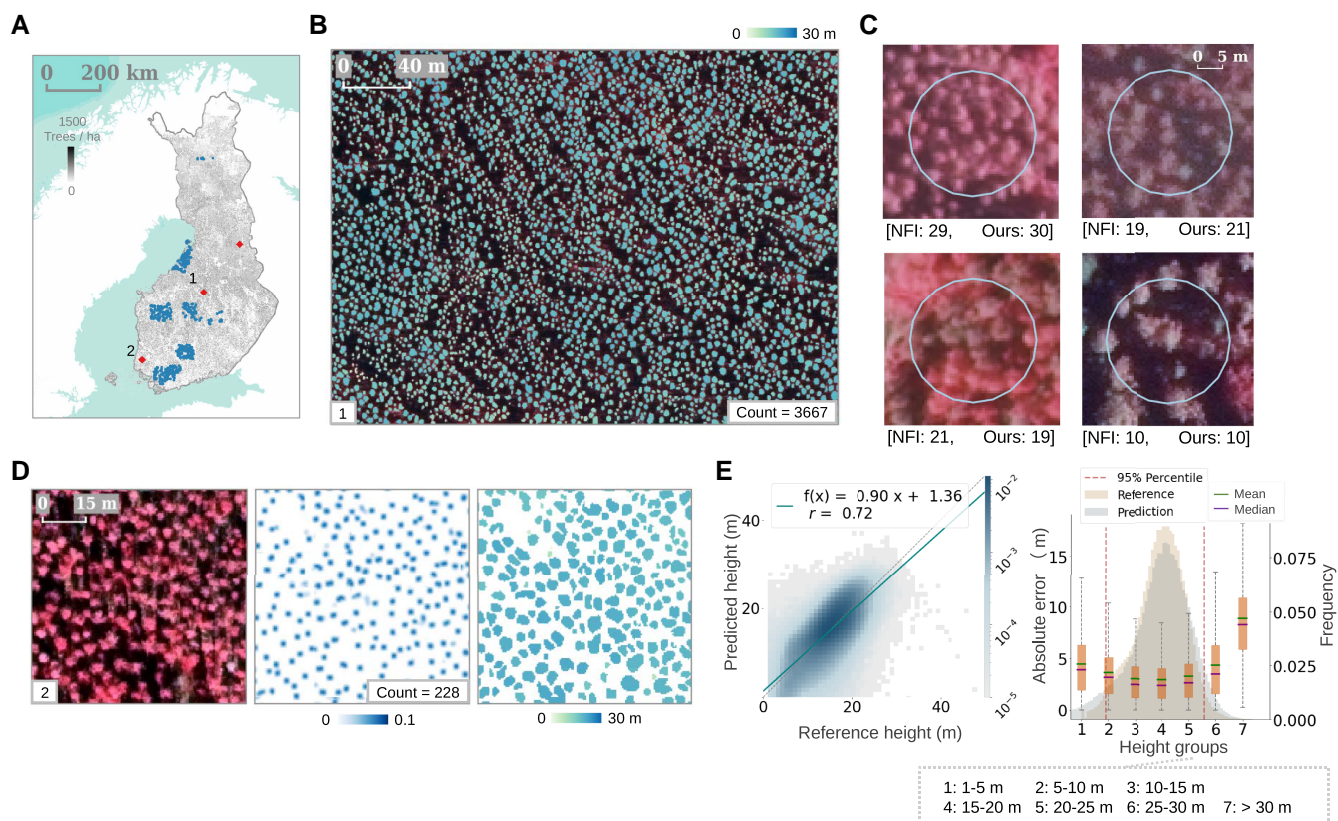 A
0 200 km
1500
Trees / ha
0
1
2
B
0 30 m
0 40 m
1
Count = 3667
C
0 5 m
[NFI: 29, Ours: 30]
[NFI: 19, Ours: 21]
[NFI: 21, Ours: 19]
[NFI: 10, Ours: 10]
D
0 15 m
2
Count = 228
0 0.1
0 30 m
E
f(x) = 0.90 x + 1.36
r = 0.72
Predicted height (m)
40
20
0 20 40
Reference height (m)
10⁻²
10⁻³
10⁻⁴
10⁻⁵
95% Percentile
Reference
Prediction
Mean
Median
Absolute error ( m)
15
10
5
0
0.075
0.050
0.025
0.000
Frequency
1 2 3 4 5 6 7
Height groups
1: 1-5 m 2: 5-10 m 3: 10-15 m
4: 15-20 m 5: 20-25 m 6: 25-30 m 7: > 30 m